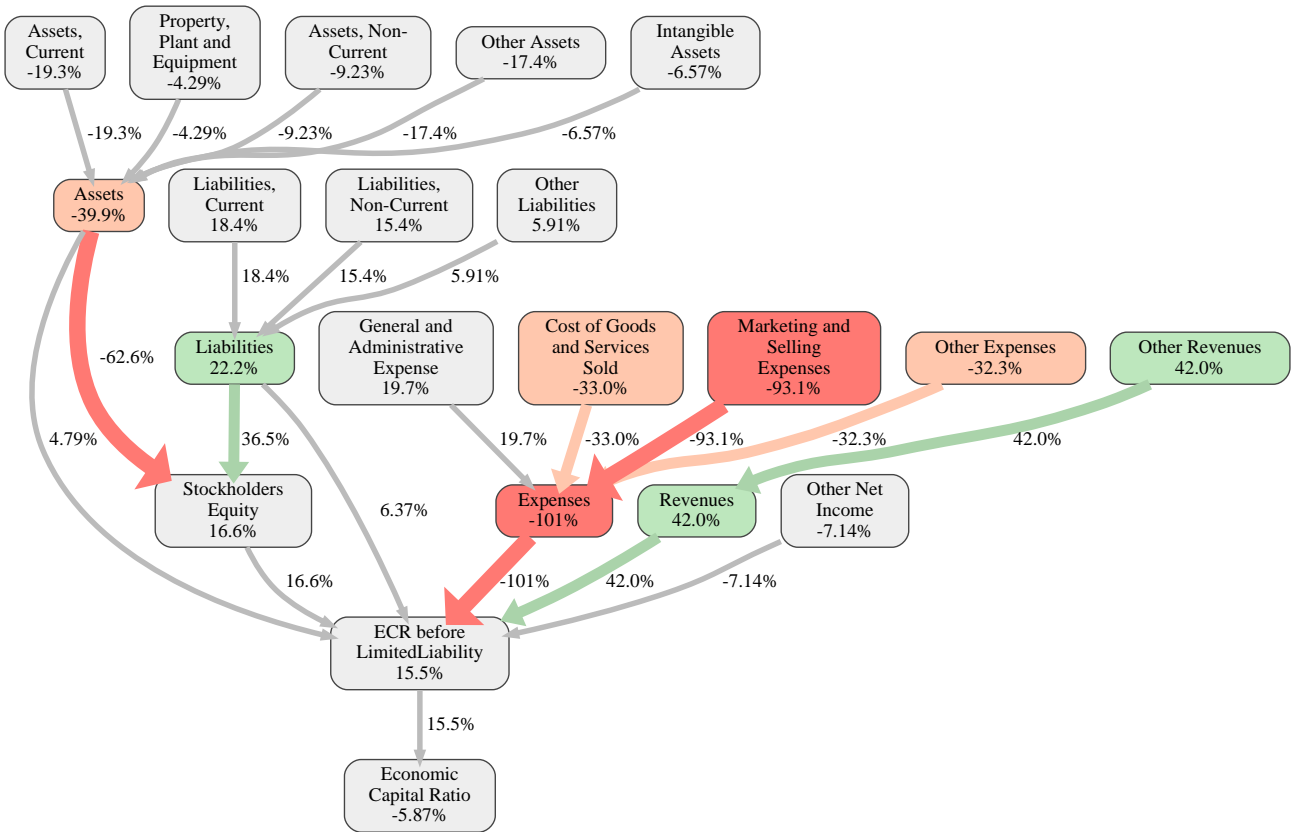 Assets,
Current
-19.3%
Property,
Plant and
Equipment
-4.29%
Assets, Non-
Current
-9.23%
Other Assets
-17.4%
Intangible
Assets
-6.57%
-19.3%
-4.29%
-9.23%
-17.4%
-6.57%
Assets
-39.9%
Liabilities,
Current
18.4%
Liabilities,
Non-Current
15.4%
Other
Liabilities
5.91%
18.4%
15.4%
5.91%
Liabilities
22.2%
General and
Administrative
Expense
19.7%
Cost of Goods
and Services
Sold
-33.0%
Marketing and
Selling
Expenses
-93.1%
Other Expenses
-32.3%
Other Revenues
42.0%
-62.6%
4.79%
36.5%
19.7%
-33.0%
-93.1%
-32.3%
42.0%
Stockholders
Equity
16.6%
6.37%
Expenses
-101%
Revenues
42.0%
Other Net
Income
-7.14%
16.6%
-101%
42.0%
-7.14%
ECR before
LimitedLiability
15.5%
15.5%
Economic
Capital Ratio
-5.87%